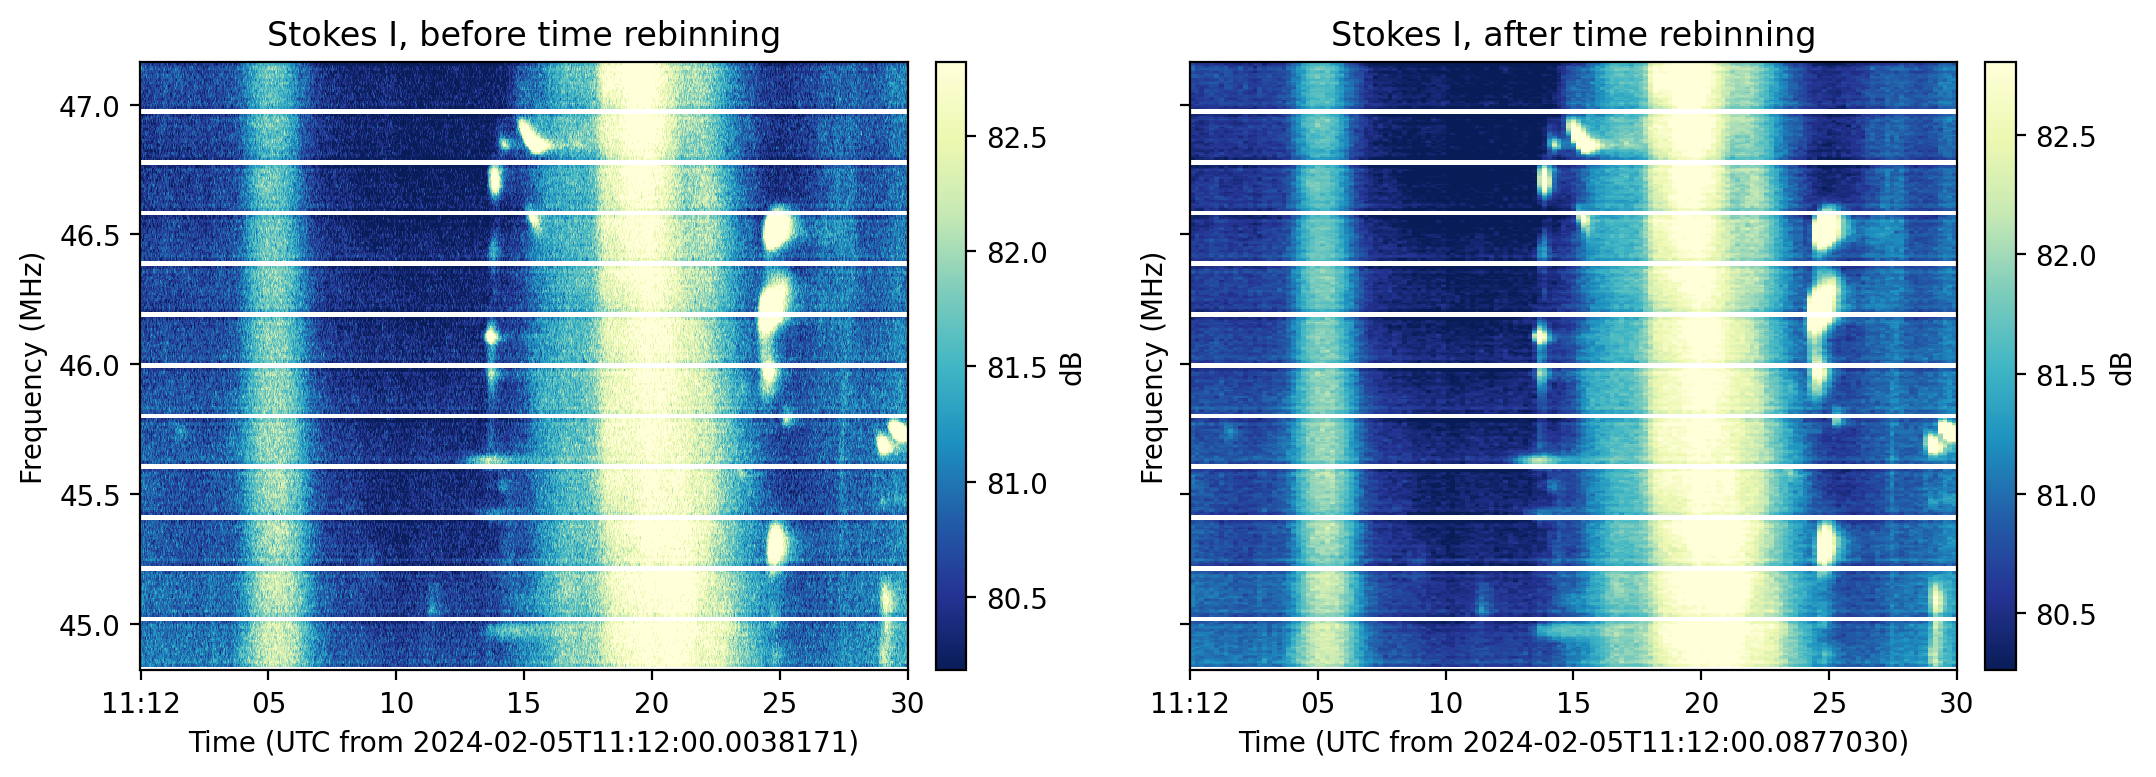 Stokes I, before time rebinning
47.0
46.5
46.0
45.5
45.0
Frequency (MHz)
11:12 05 10 15 20 25 30
Time (UTC from 2024-02-05T11:12:00.0038171)
82.5
82.0
81.5
81.0
80.5
dB
Stokes I, after time rebinning
Frequency (MHz)
11:12 05 10 15 20 25 30
Time (UTC from 2024-02-05T11:12:00.0877030)
82.5
82.0
81.5
81.0
80.5
dB